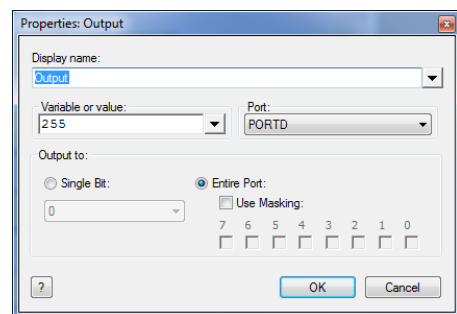 Properties: Output
Display name:
Output
Variable or value:
Port:
255
PORTD
Output to:
Single Bit:
Entire Port:
0
Use Masking:
7 6 5 4 3 2 1 0
?
OK
Cancel